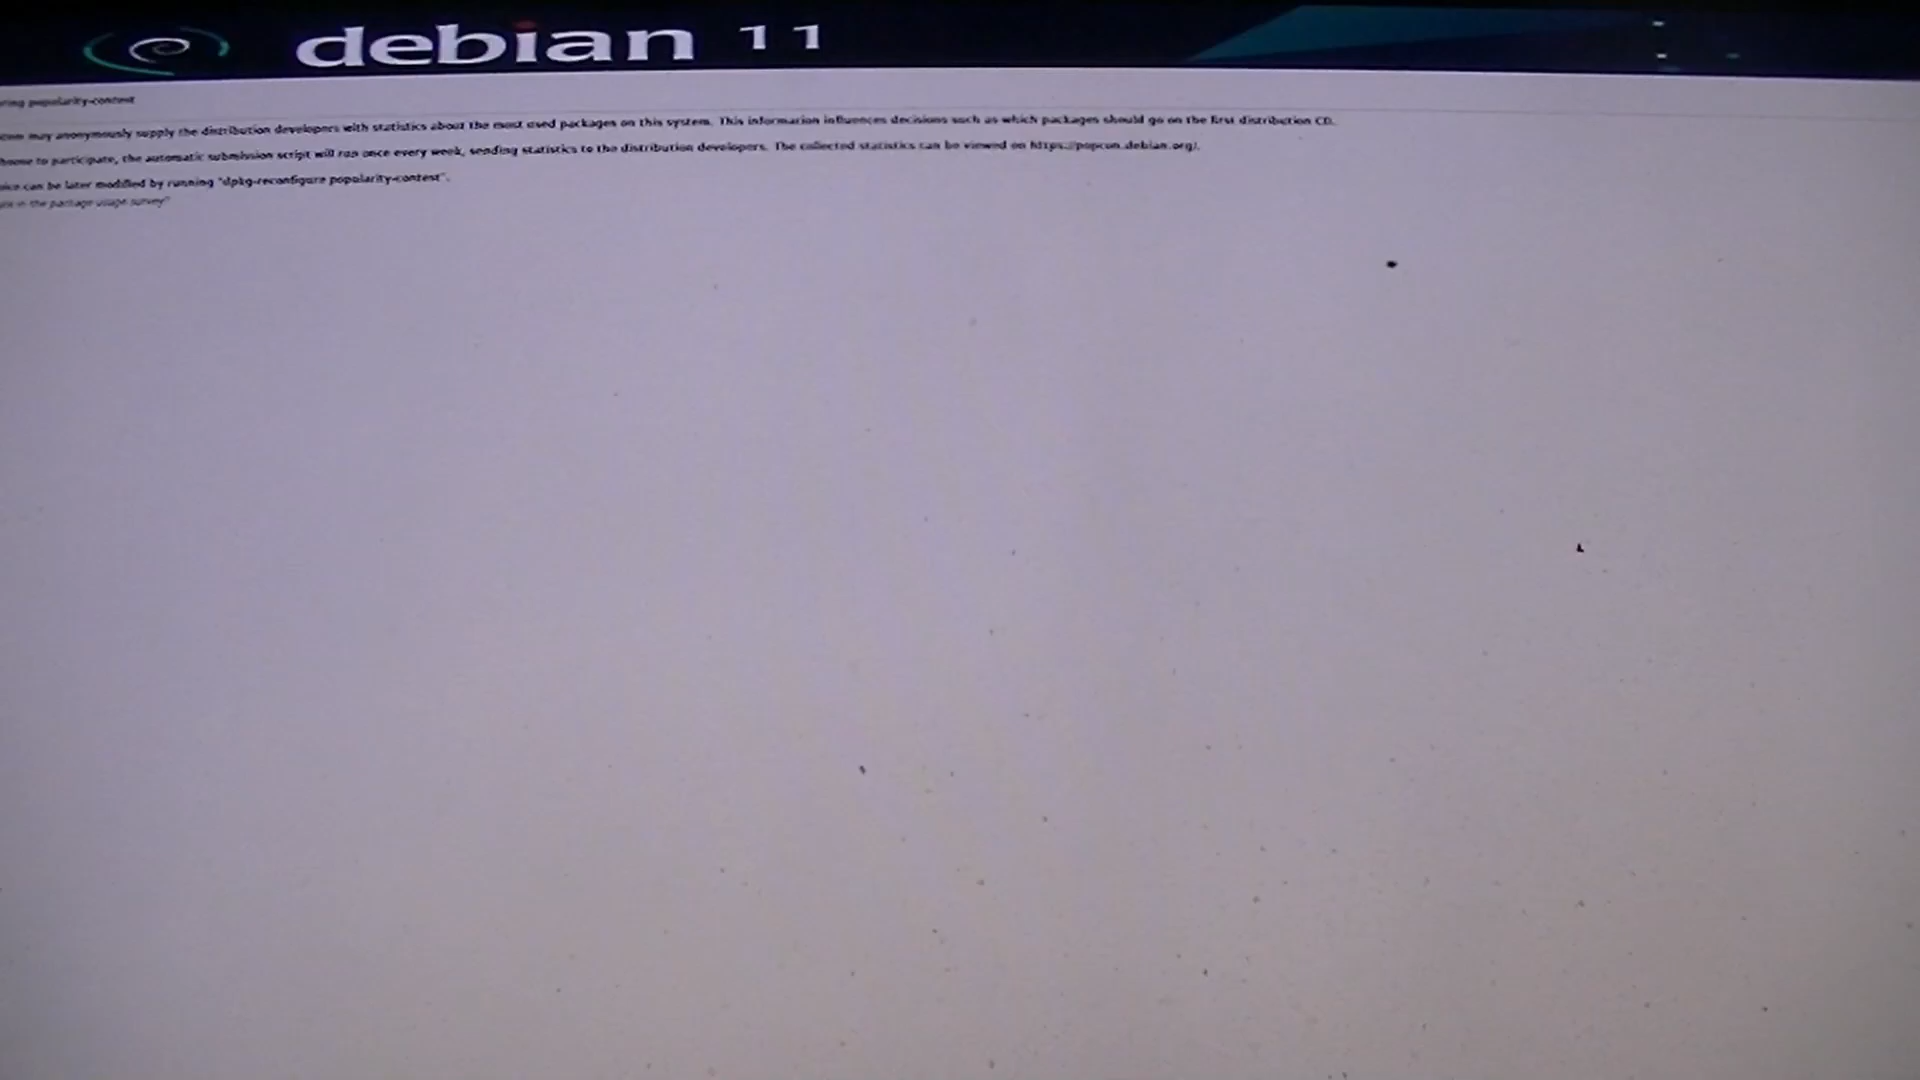 debian 11
popularity-contest
may anonymously supply the distribution developers with statistics about the most used packages on this system. This information influences decisions such as which packages should go on the first distribution CD.
to participate, the automatic submission script will run once every week, sending statistics to the distribution developers. The collected statistics can be viewed on https://popcon.debian.org/.
can be later modified by running "dpkg-reconfigure popularity-contest".
in the package usage survey